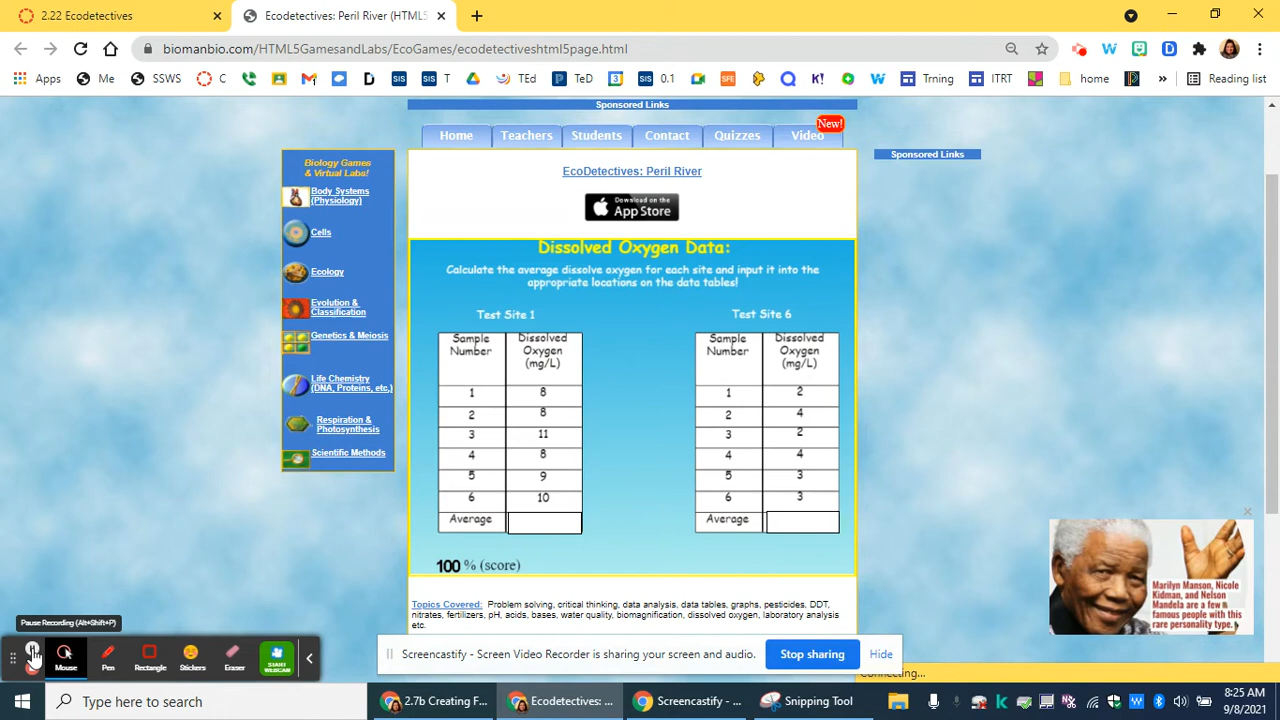 2.22 Ecodetectives
Ecodetectives: Peril River (HTML5
biomanbio.com/HTML5GamesandLabs/EcoGames/ecodetectiveshtml5page.html
Apps
Me
SSWS
C
T
TEd
TeD
0.1
K!
Trning
ITRT
home
»
Reading list
Sponsored Links
New!
Home
Teachers
Students
Contact
Quizzes
Video
Sponsored Links
Biology Games
& Virtual Labs!
Body Systems
(Physiology)
Cells
Ecology
Evolution &
Classification
Genetics & Meiosis
Life Chemistry
(DNA, Proteins, etc.)
Respiration &
Photosynthesis
Scientific Methods
EcoDetectives: Peril River
Download on the
App Store
Dissolved Oxygen Data:
Calculate the average dissolve oxygen for each site and input it into the
appropriate locations on the data tables!
Test Site 1
Sample Number Dissolved Oxygen (mg/L)
1 8
2 8
3 11
4 8
5 9
6 10
Average
Test Site 6
Sample Number Dissolved Oxygen (mg/L)
1 2
2 4
3 2
4 4
5 3
6 3
Average
100 % (score)
Topics Covered: Problem solving, critical thinking, data analysis, data tables, graphs, pesticides, DDT,
nitrates, fertilizers, pH, acids, bases, water quality, biomagnification, dissolved oxygen, laboratory analysis
etc.
Marilyn Manson, Nicole
Kidman, and Nelson
Mandela are a few
famous people with this
rare personality type.
Pause Recording (Alt+Shift+P)
Mouse
Pen
Rectangle
Stickers
Eraser
START
WEBCAM
Screencastify - Screen Video Recorder is sharing your screen and audio.
Stop sharing
Hide
Connecting...
Type here to search
2.7b Creating F...
Ecodetectives: ...
Screencastify - ...
Snipping Tool
8:25 AM
9/8/2021